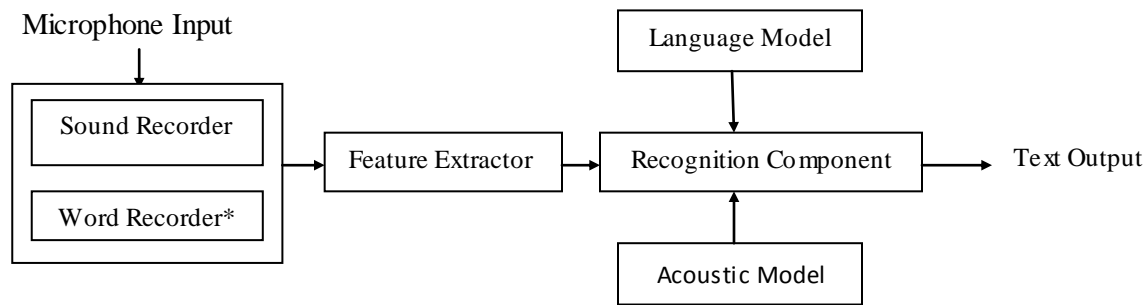 Microphone Input
Language Model
Sound Recorder
Feature Extractor
Recognition Component
Text Output
Word Recorder*
Acoustic Model